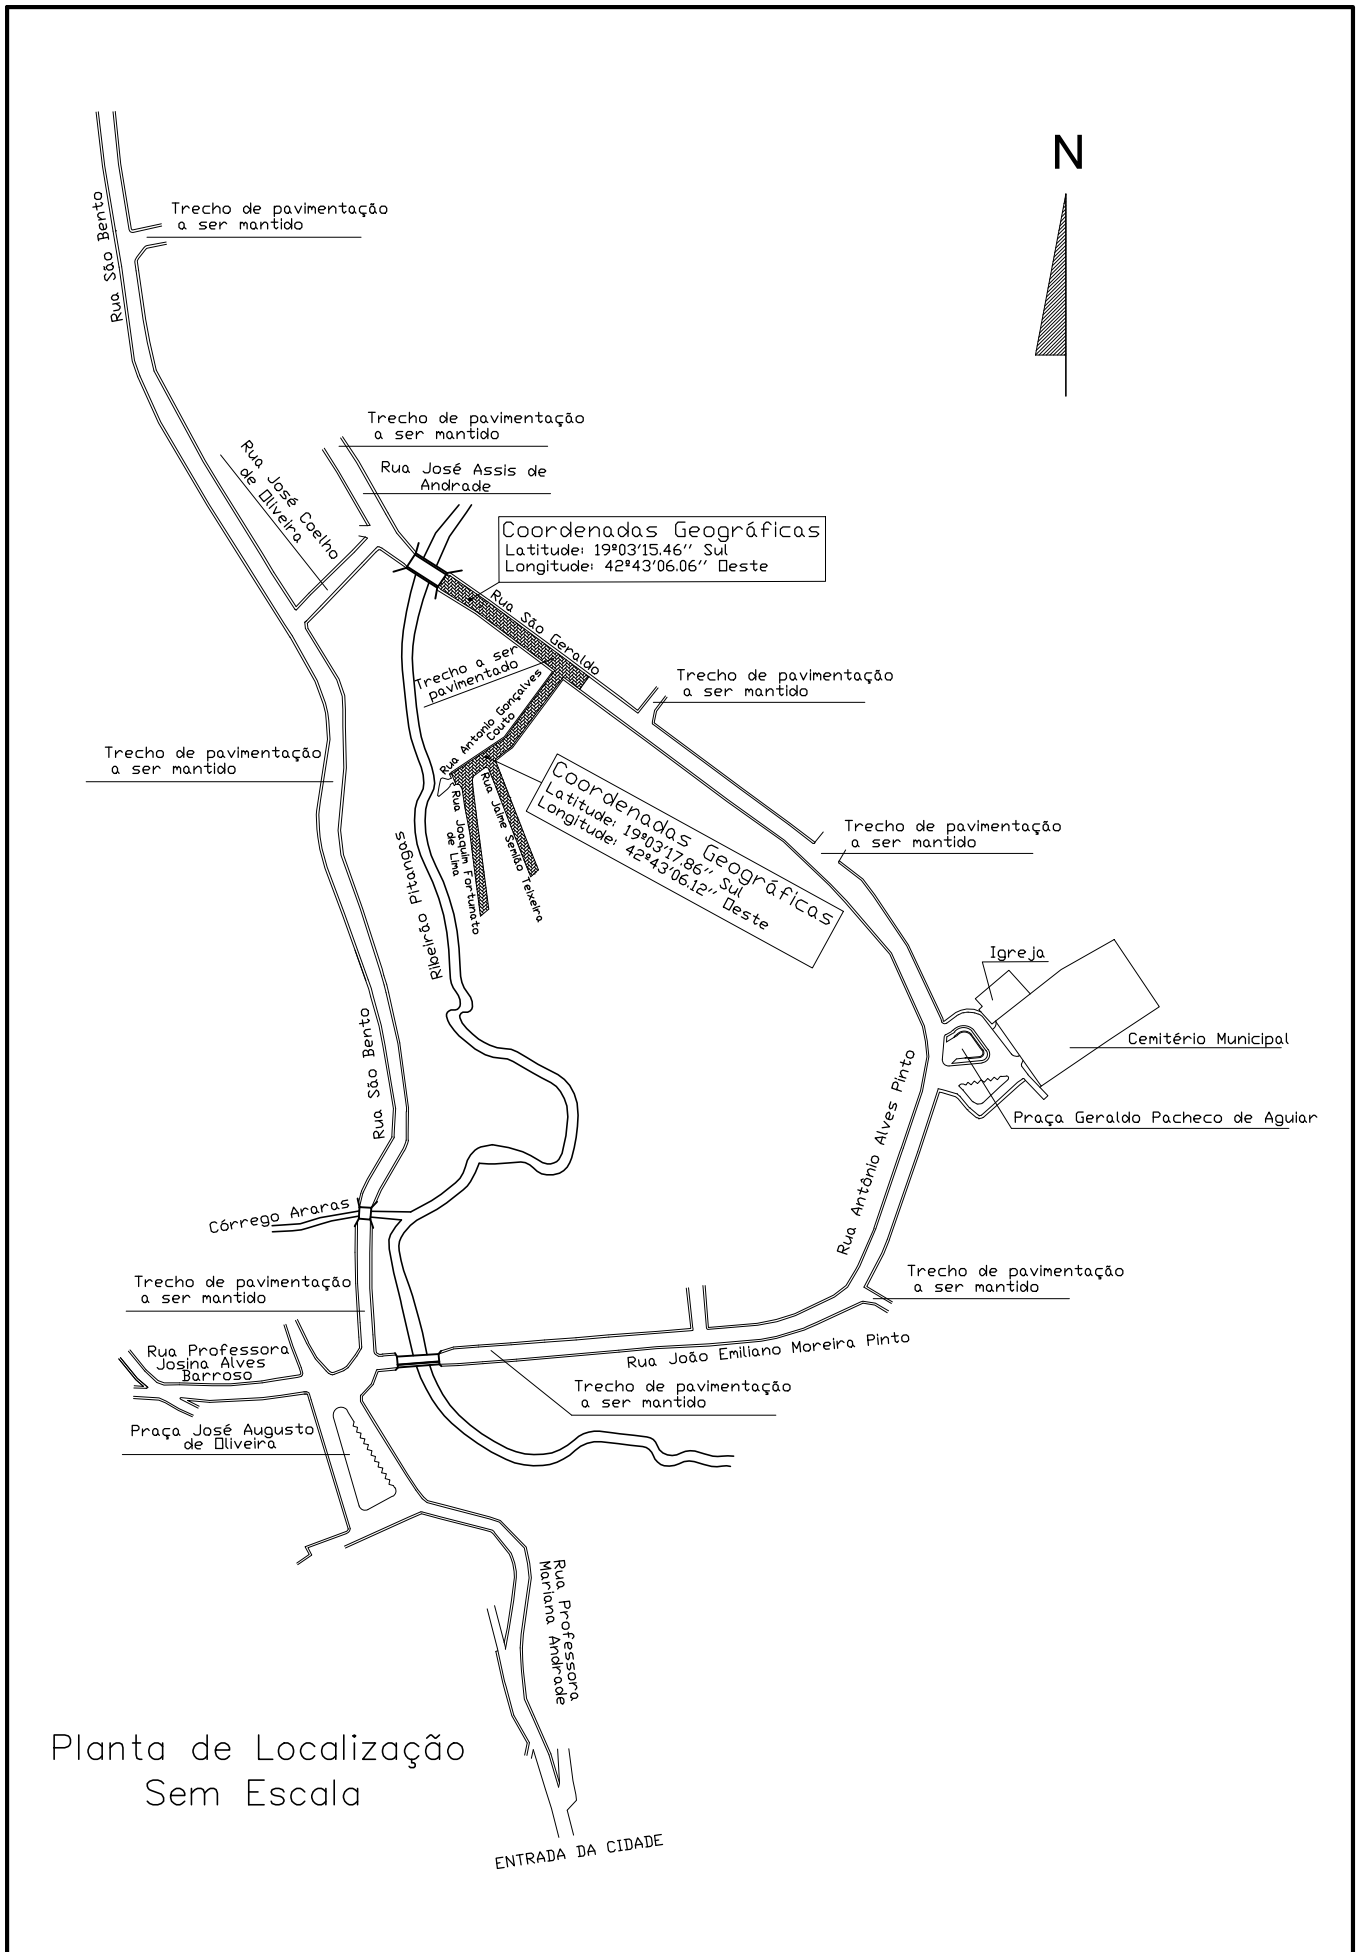 N
Rua São Bento
Trecho de pavimentação
a ser mantido
Trecho de pavimentação
a ser mantido
Rua José Assis de
Andrade
Rua José Coelho
de Oliveira
Coordenadas Geográficas
Latitude: 19º03'15.46'' Sul
Longitude: 42º43'06.06'' Oeste
Rua São Geraldo
Trecho a ser
pavimentado
Trecho de pavimentação
a ser mantido
Rua Antonio Gonçalves
Couto
Trecho de pavimentação
a ser mantido
Coordenadas Geográficas
Latitude: 19º03'17.86'' Sul
Longitude: 42º43'06.12'' Oeste
Rua Jaime Semião Teixeira
Rua Joaquim Fortunato
de Lima
Ribeirão Pitangas
Trecho de pavimentação
a ser mantido
Igreja
Cemitério Municipal
Praça Geraldo Pacheco de Aguiar
Rua São Bento
Rua Antônio Alves Pinto
Córrego Araras
Trecho de pavimentação
a ser mantido
Trecho de pavimentação
a ser mantido
Rua João Emiliano Moreira Pinto
Rua Professora
Josina Alves
Barroso
Trecho de pavimentação
a ser mantido
Praça José Augusto
de Oliveira
Rua Professora
Mariana Andrade
Planta de Localização
Sem Escala
ENTRADA DA CIDADE